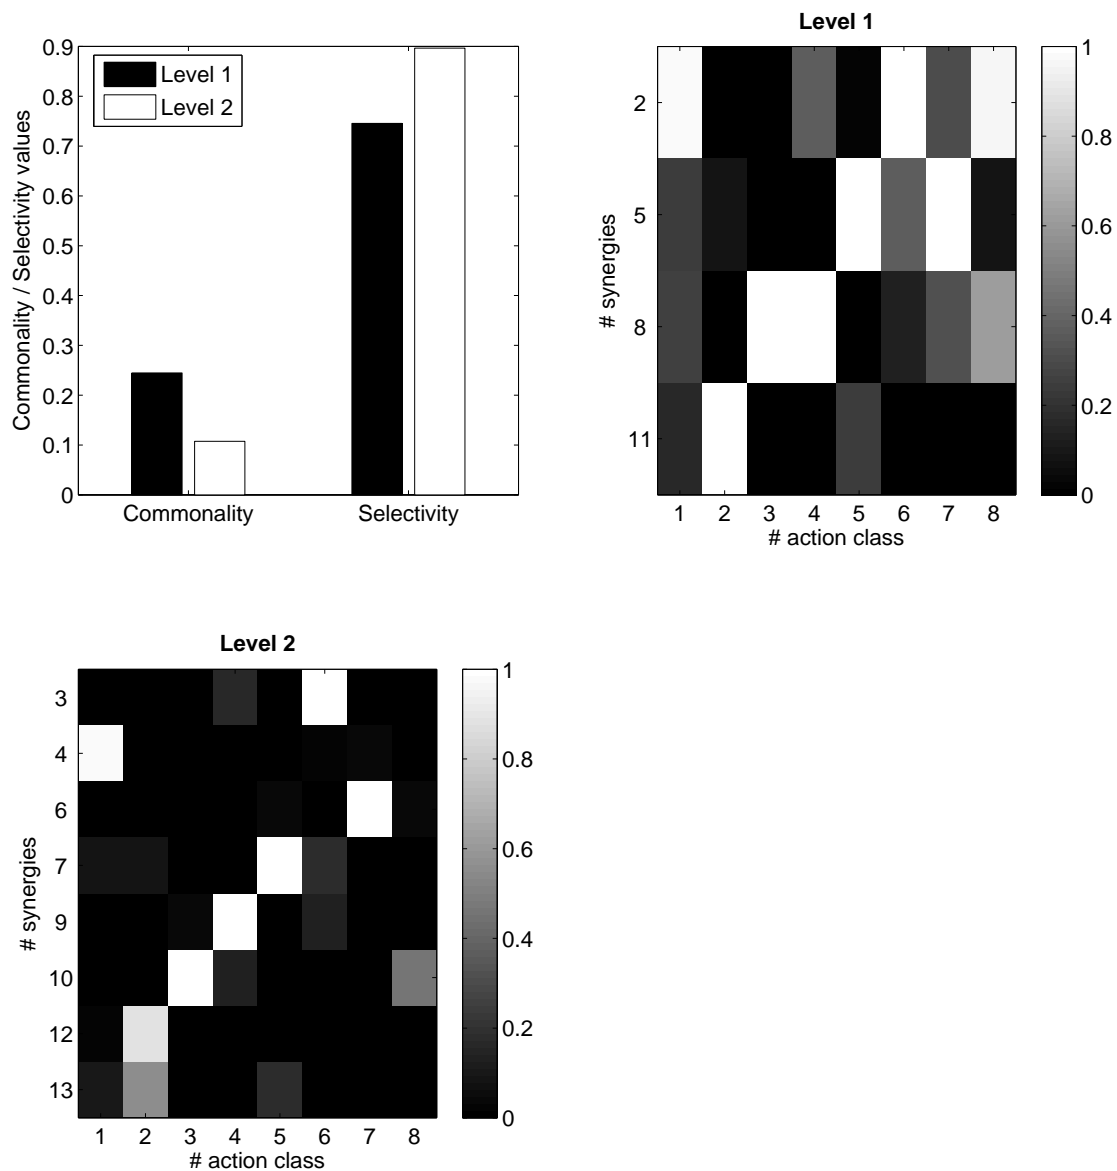 Commonality / Selectivity values
0.9
0.8
0.7
0.6
0.5
0.4
0.3
0.2
0.1
0
Level 1
Level 2
Commonality Selectivity
Level 1
# synergies
2
5
8
11
1 2 3 4 5 6 7 8
# action class
1
0.8
0.6
0.4
0.2
0
Level 2
# synergies
3
4
6
7
9
10
12
13
1 2 3 4 5 6 7 8
# action class
1
0.8
0.6
0.4
0.2
0